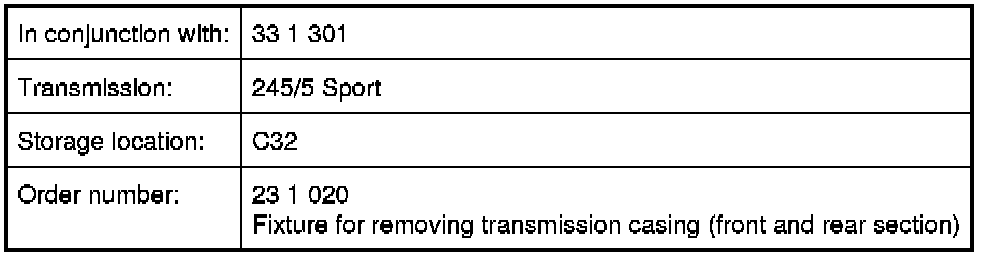 In conjunction with: 33 1 301
Transmission: 245/5 Sport
Storage location: C32
Order number: 23 1 020
Fixture for removing transmission casing (front and rear section)